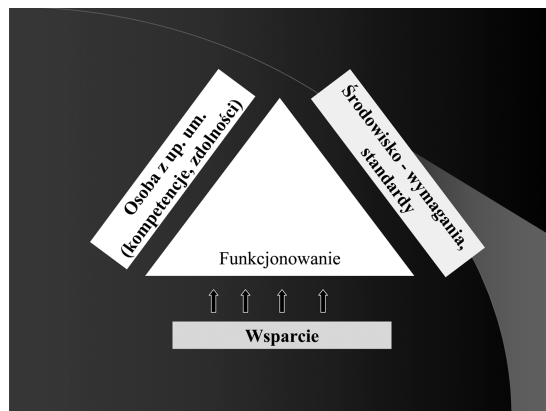 Osoba z up. um.
(kompetencje, zdolności)
Środowisko - wymagania,
standardy
Funkcjonowanie
Wsparcie